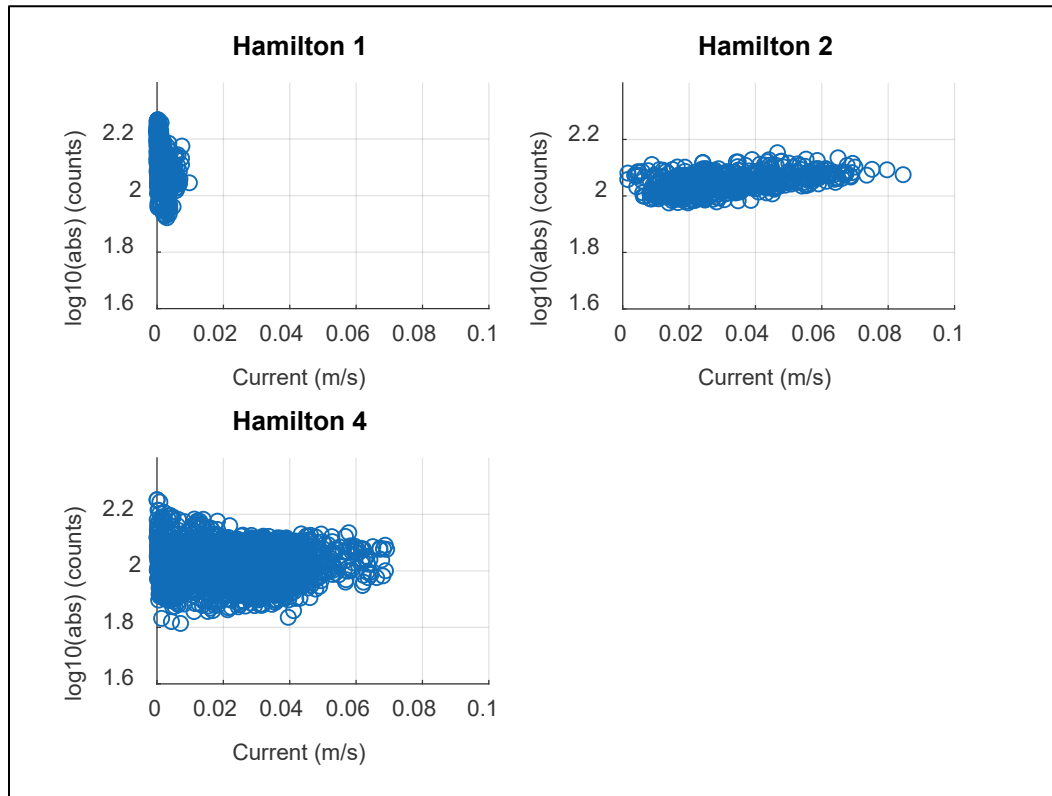 Hamilton 1
log10(abs) (counts)
2.2
2
1.8
1.6
0 0.02 0.04 0.06 0.08 0.1
Current (m/s)
Hamilton 2
log10(abs) (counts)
2.2
2
1.8
1.6
0 0.02 0.04 0.06 0.08 0.1
Current (m/s)
Hamilton 4
log10(abs) (counts)
2.2
2
1.8
1.6
0 0.02 0.04 0.06 0.08 0.1
Current (m/s)